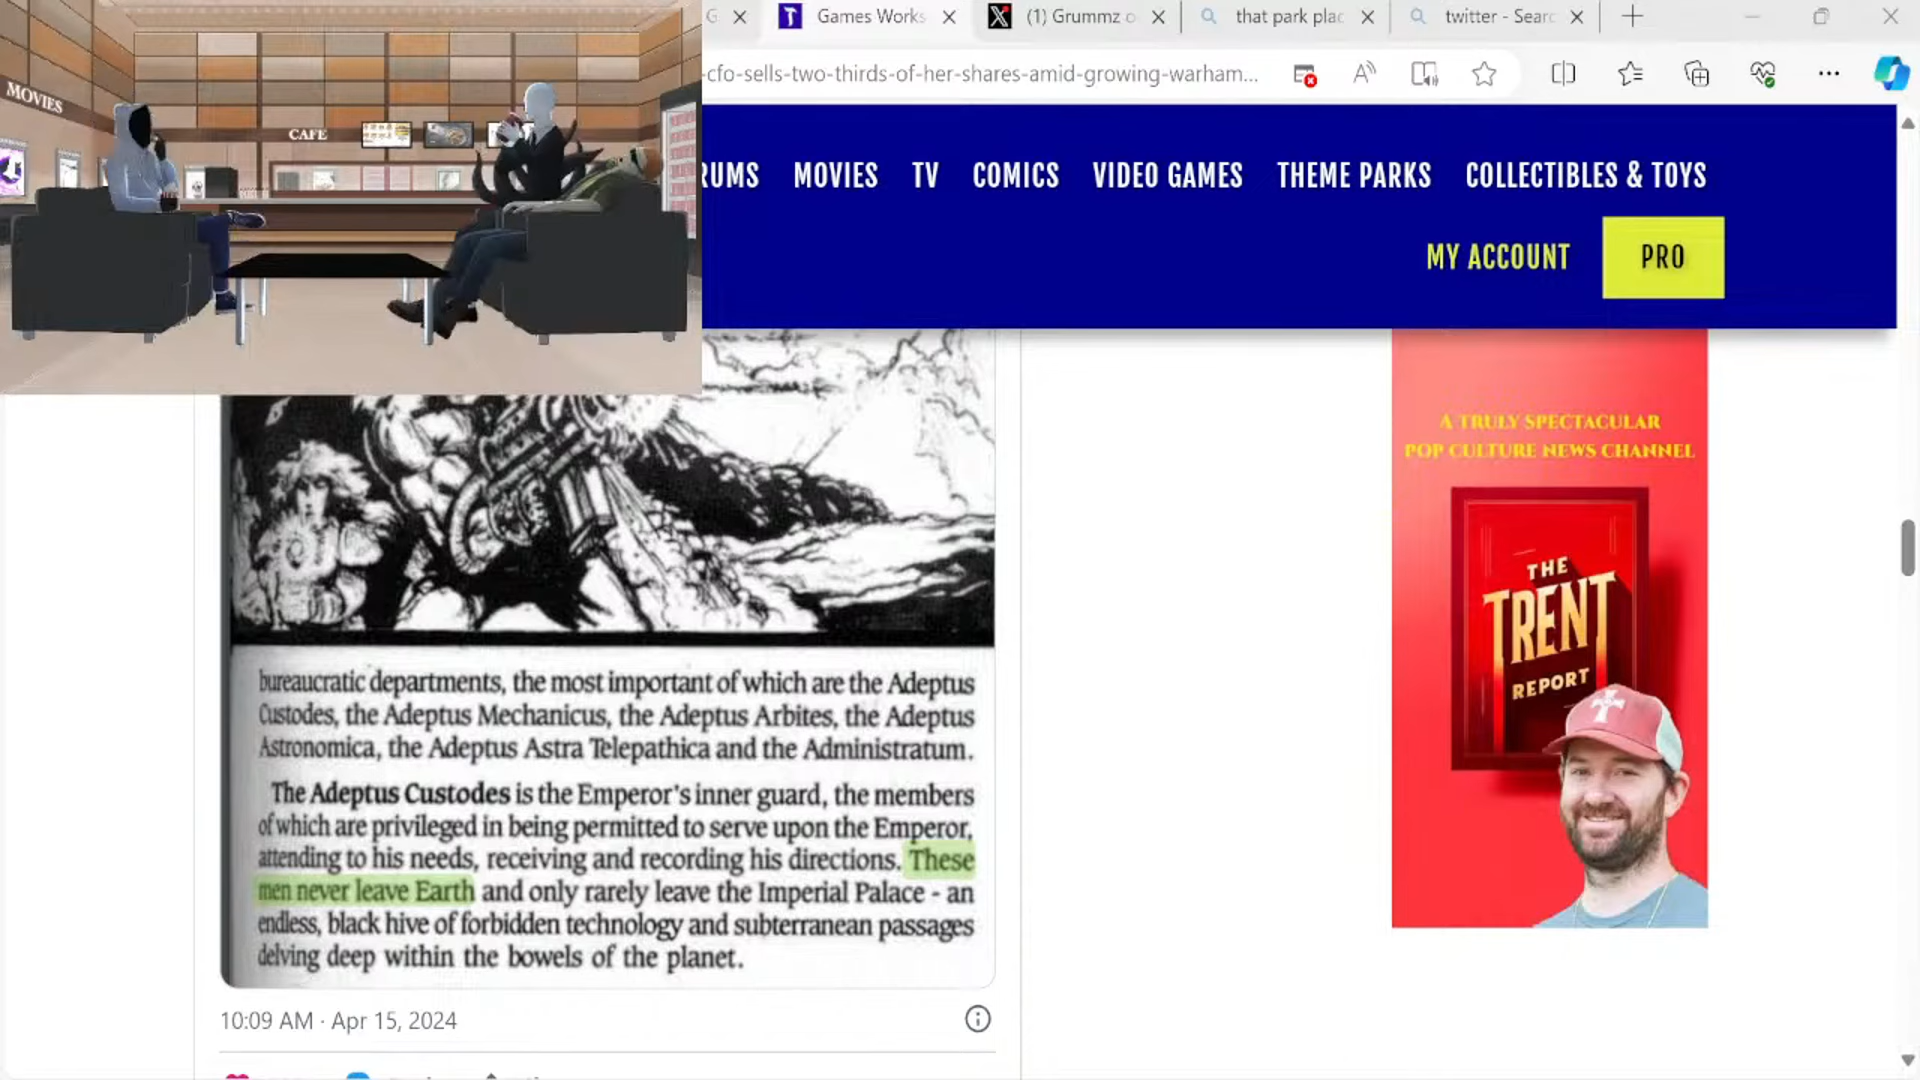 G
Games Works
(1) Grummz o
that park plac
twitter - Searc
-cfo-sells-two-thirds-of-her-shares-amid-growing-warham...
MOVIES
CAFE
RUMS MOVIES TV COMICS VIDEO GAMES THEME PARKS COLLECTIBLES & TOYS
MY ACCOUNT PRO
bureaucratic departments, the most important of which are the Adeptus
Custodes, the Adeptus Mechanicus, the Adeptus Arbites, the Adeptus
Astronomica, the Adeptus Astra Telepathica and the Administratum.
The Adeptus Custodes is the Emperor's inner guard, the members
of which are privileged in being permitted to serve upon the Emperor,
attending to his needs, receiving and recording his directions. These
men never leave Earth and only rarely leave the Imperial Palace - an
endless, black hive of forbidden technology and subterranean passages
delving deep within the bowels of the planet.
10:09 AM · Apr 15, 2024
A TRULY SPECTACULAR
POP CULTURE NEWS CHANNEL
THE
TRENT
REPORT